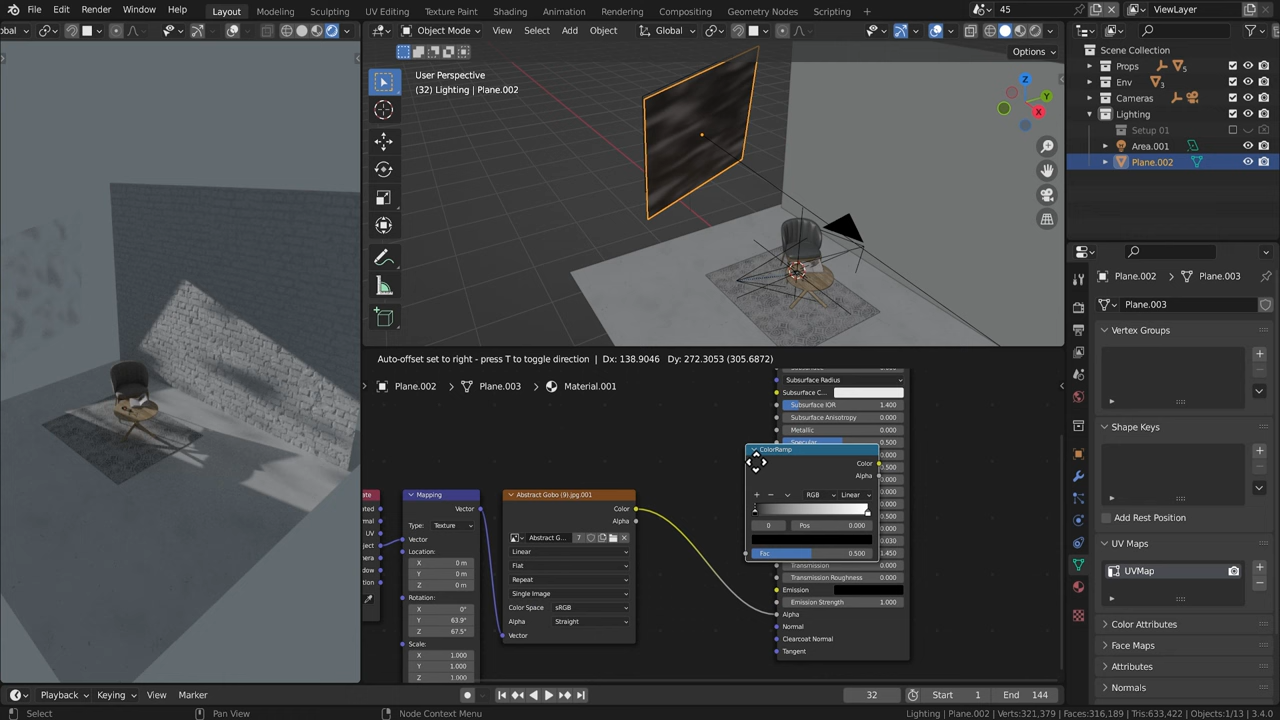 File Edit Render Window Help Layout Modeling Sculpting UV Editing Texture Paint Shading Animation Rendering Compositing Geometry Nodes Scripting 45 ViewLayer
Object Mode View Select Add Object Global
Options
User Perspective
(32) Lighting | Plane.002
Z
Y
X
Scene Collection
Props 5
Env 3
Cameras
Lighting
Setup 01
Area.001
Plane.002
Plane.002 Plane.003
Plane.003
Vertex Groups
Shape Keys
Add Rest Position
UV Maps
UVMap
Color Attributes
Face Maps
Attributes
Normals
Auto-offset set to right - press T to toggle direction | Dx: 138.9046 Dy: 272.3053 (305.6872)
Plane.002 Plane.003 Material.001
Subsurface Radius
Subsurface C...
Subsurface IOR 1.400
Subsurface Anisotropy 0.000
Metallic 0.000
Specular 0.500
ColorRamp
Color
Alpha
RGB Linear
0 Pos 0.000
Fac 0.500
Transmission
Transmission Roughness
Emission
Emission Strength 1.000
Alpha
Normal
Clearcoat Normal
Tangent
Mapping
Vector
Type: Texture
Vector
Location:
X 0 m
Y 0 m
Z 0 m
Rotation:
X 0°
Y 63.9°
Z 67.5°
Scale:
X 1.000
Y 1.000
Z 1.000
Abstract Gobo (9).jpg.001
Color
Alpha
Abstract G... 7
Linear
Flat
Repeat
Single Image
Color Space sRGB
Alpha Straight
Vector
Playback Keying View Marker 32 Start 1 End 144
Select Pan View Node Context Menu Lighting | Plane.002 | Verts:321,379 | Faces:316,189 | Tris:633,422 | Objects:1/13 | 3.4.0